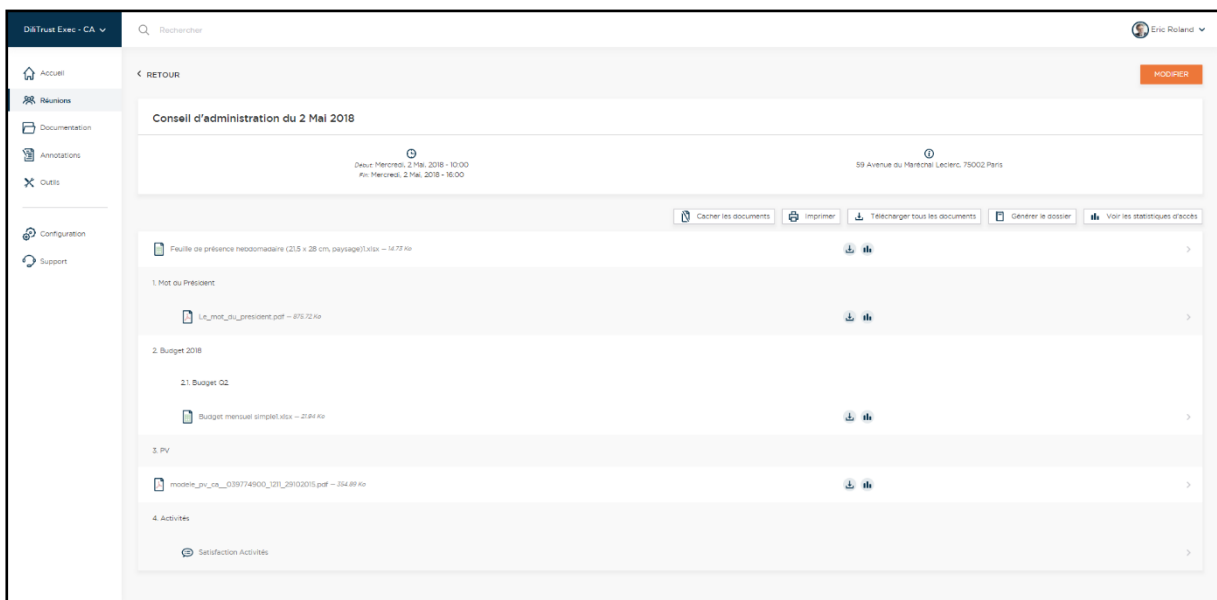 DiliTrust Exec - CA
Rechercher
Eric Roland
Accueil
Réunions
Documentation
Annotations
Outils
Configuration
Support
RETOUR
MODIFIER
Conseil d'administration du 2 Mai 2018
Début: Mercredi, 2 Mai, 2018 - 10:00
Fin: Mercredi, 2 Mai, 2018 - 16:00
59 Avenue du Maréchal Leclerc, 75002 Paris
Cacher les documents
Imprimer
Télécharger tous les documents
Générer le dossier
Voir les statistiques d'accès
Feuille de présence hebdomadaire (21.5 x 28 cm, paysage)1.xlsx — 14.73 Ko
1. Mot du Président
Le_mot_du_president.pdf — 875.72 Ko
2. Budget 2018
2.1. Budget Q2
Budget mensuel simple1.xlsx — 21.84 Ko
3. PV
modele_pv_ca__039774900_1211_29102015.pdf — 354.89 Ko
4. Activités
Satisfaction Activités